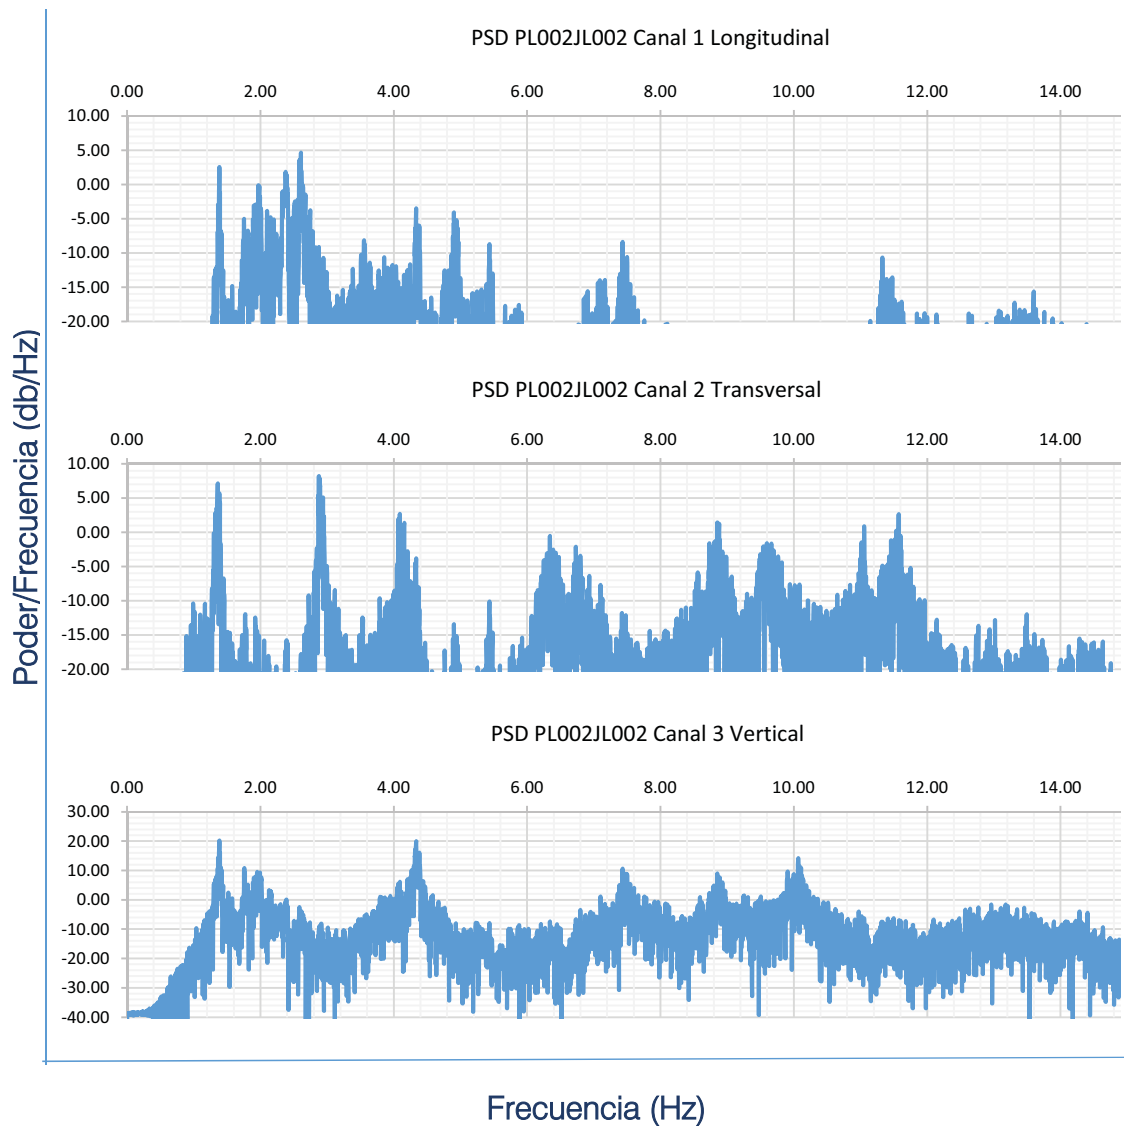 PSD PL002JL002 Canal 1 Longitudinal
0.00 2.00 4.00 6.00 8.00 10.00 12.00 14.00
10.00
5.00
0.00
-5.00
-10.00
-15.00
-20.00
PSD PL002JL002 Canal 2 Transversal
0.00 2.00 4.00 6.00 8.00 10.00 12.00 14.00
10.00
5.00
0.00
-5.00
-10.00
-15.00
-20.00
PSD PL002JL002 Canal 3 Vertical
0.00 2.00 4.00 6.00 8.00 10.00 12.00 14.00
30.00
20.00
10.00
0.00
-10.00
-20.00
-30.00
-40.00
Poder/Frecuencia (db/Hz)
Frecuencia (Hz)